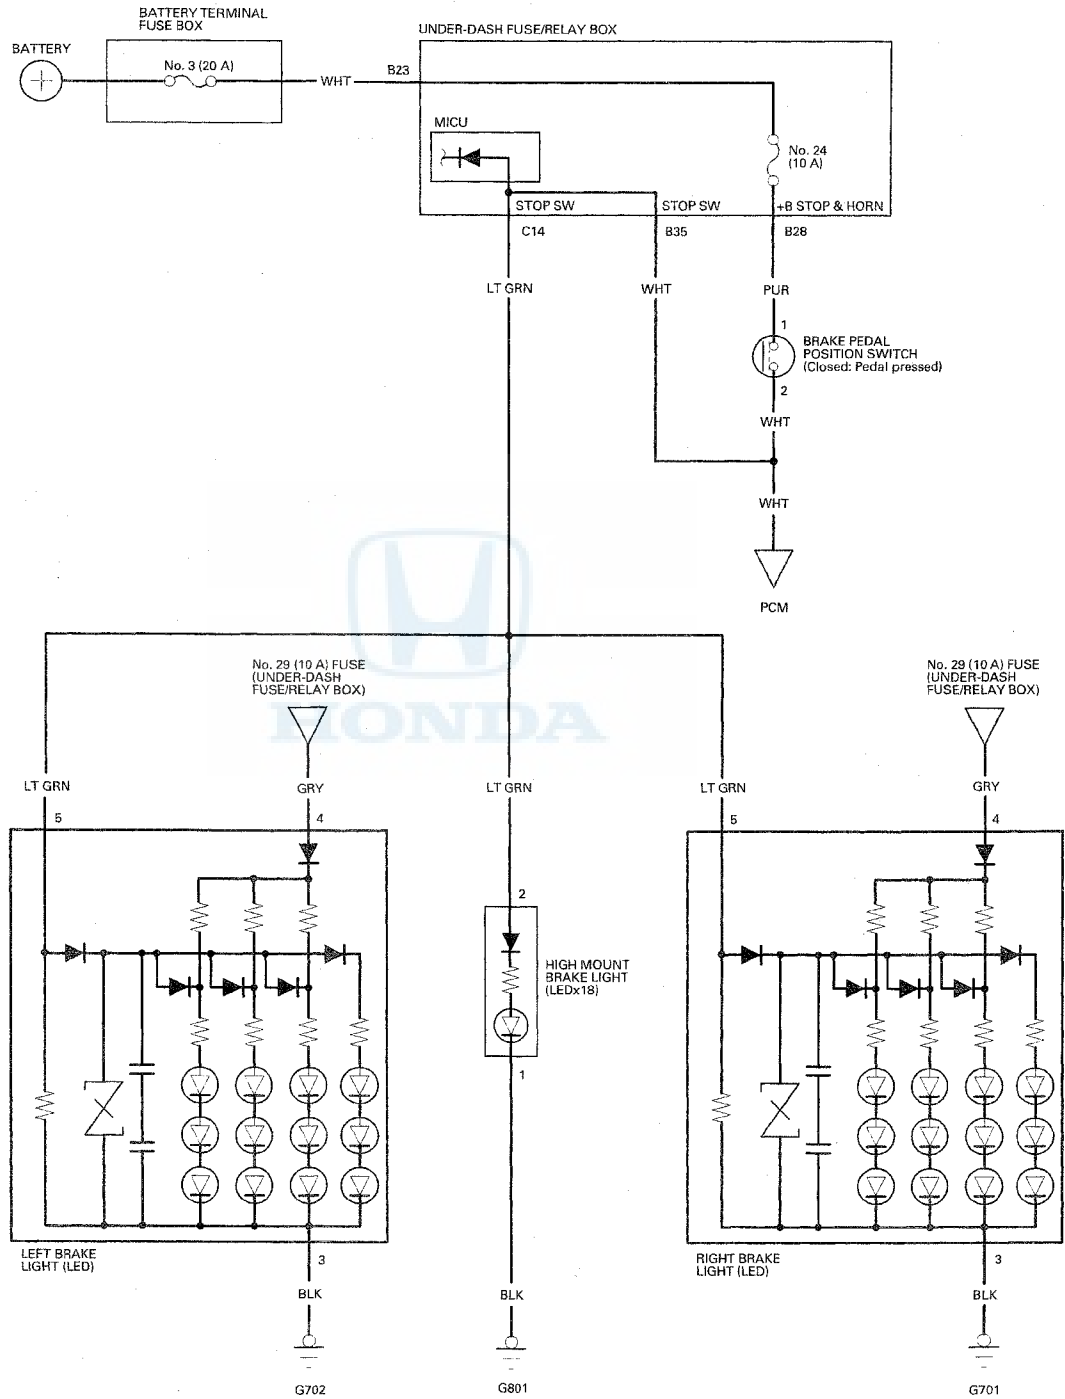 BATTERY TERMINAL
FUSE BOX
UNDER-DASH FUSE/RELAY BOX
BATTERY
No. 3 (20 A)
WHT
B23
MICU
No. 24
(10 A)
STOP SW
STOP SW
+B STOP & HORN
C14
B35
B28
LT GRN
WHT
PUR
1
BRAKE PEDAL
POSITION SWITCH
(Closed: Pedal pressed)
2
WHT
WHT
PCM
No. 29 (10 A) FUSE
(UNDER-DASH
FUSE/RELAY BOX)
No. 29 (10 A) FUSE
(UNDER-DASH
FUSE/RELAY BOX)
HONDA
LT GRN
GRY
LT GRN
LT GRN
GRY
5
4
5
4
2
HIGH MOUNT
BRAKE LIGHT
(LEDx18)
1
LEFT BRAKE
LIGHT (LED)
3
RIGHT BRAKE
LIGHT (LED)
3
BLK
BLK
BLK
G702
G801
G701